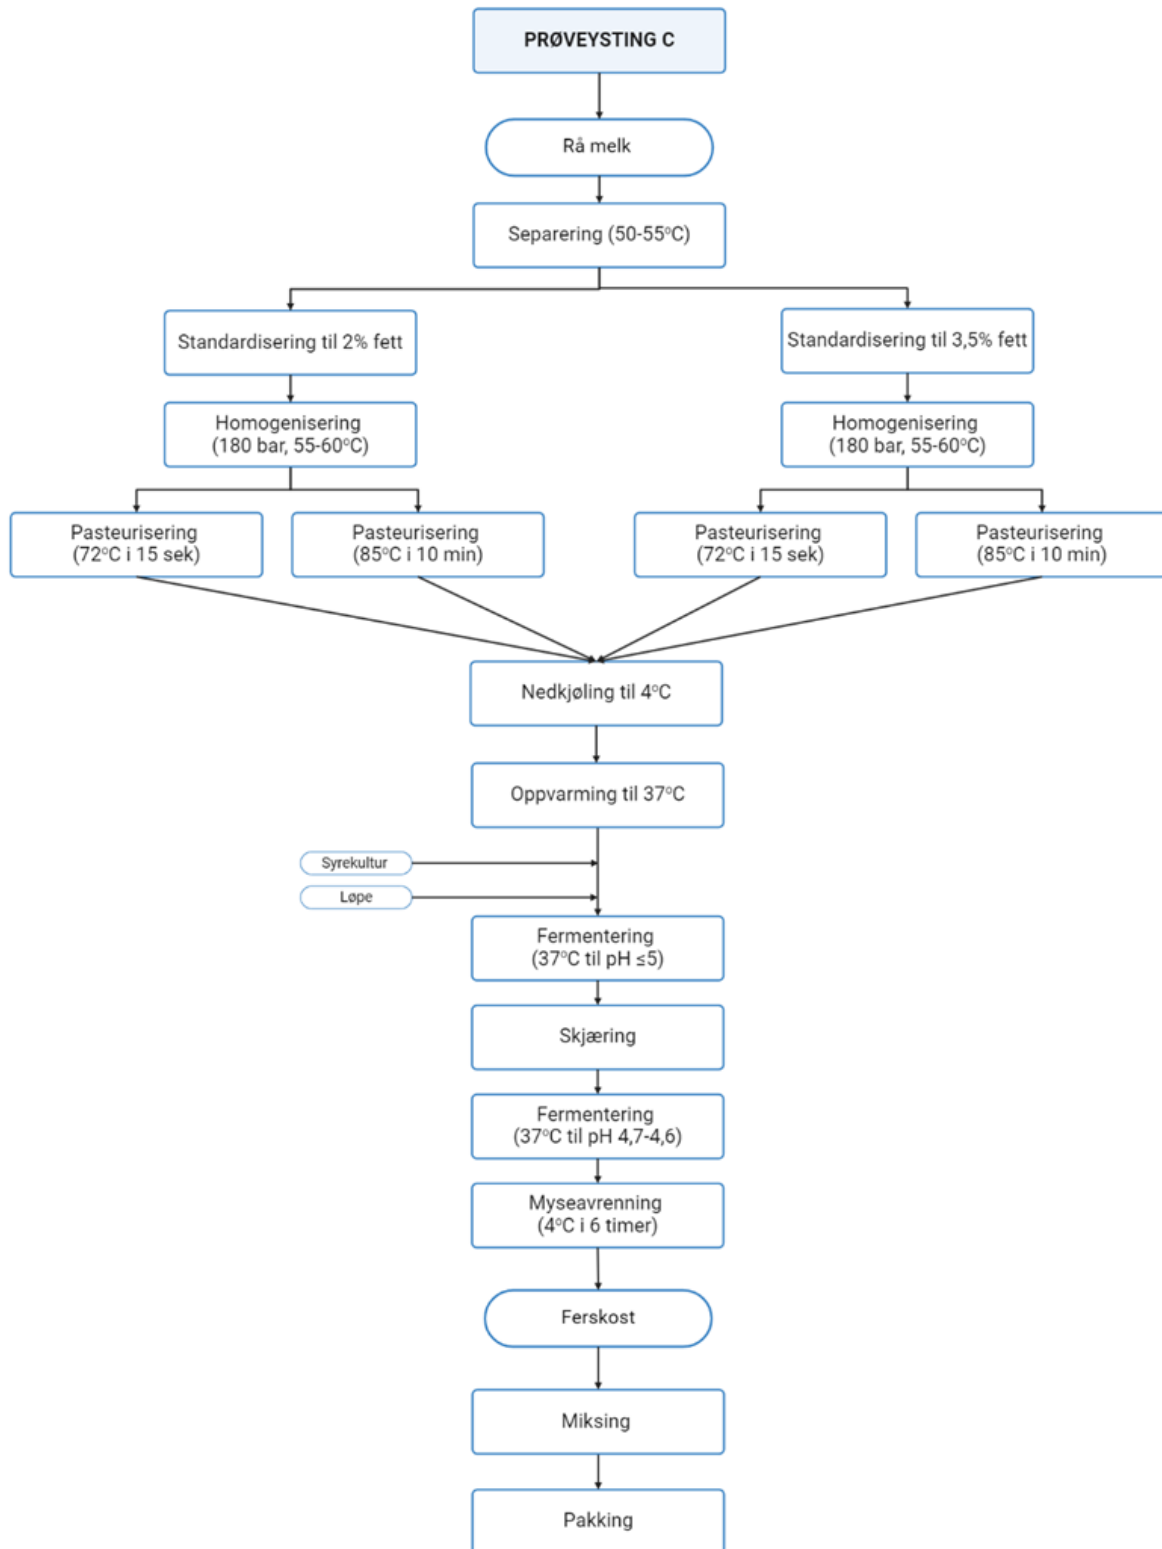 PRØVEYSTING C
Rå melk
Separering (50-55°C)
Standardisering til 2% fett
Standardisering til 3,5% fett
Homogenisering
(180 bar, 55-60°C)
Homogenisering
(180 bar, 55-60°C)
Pasteurisering
(72°C i 15 sek)
Pasteurisering
(85°C i 10 min)
Pasteurisering
(72°C i 15 sek)
Pasteurisering
(85°C i 10 min)
Nedkjøling til 4°C
Oppvarming til 37°C
Syrekultur
Løpe
Fermentering
(37°C til pH ≤5)
Skjæring
Fermentering
(37°C til pH 4,7-4,6)
Myseavrenning
(4°C i 6 timer)
Ferskost
Miksing
Pakking